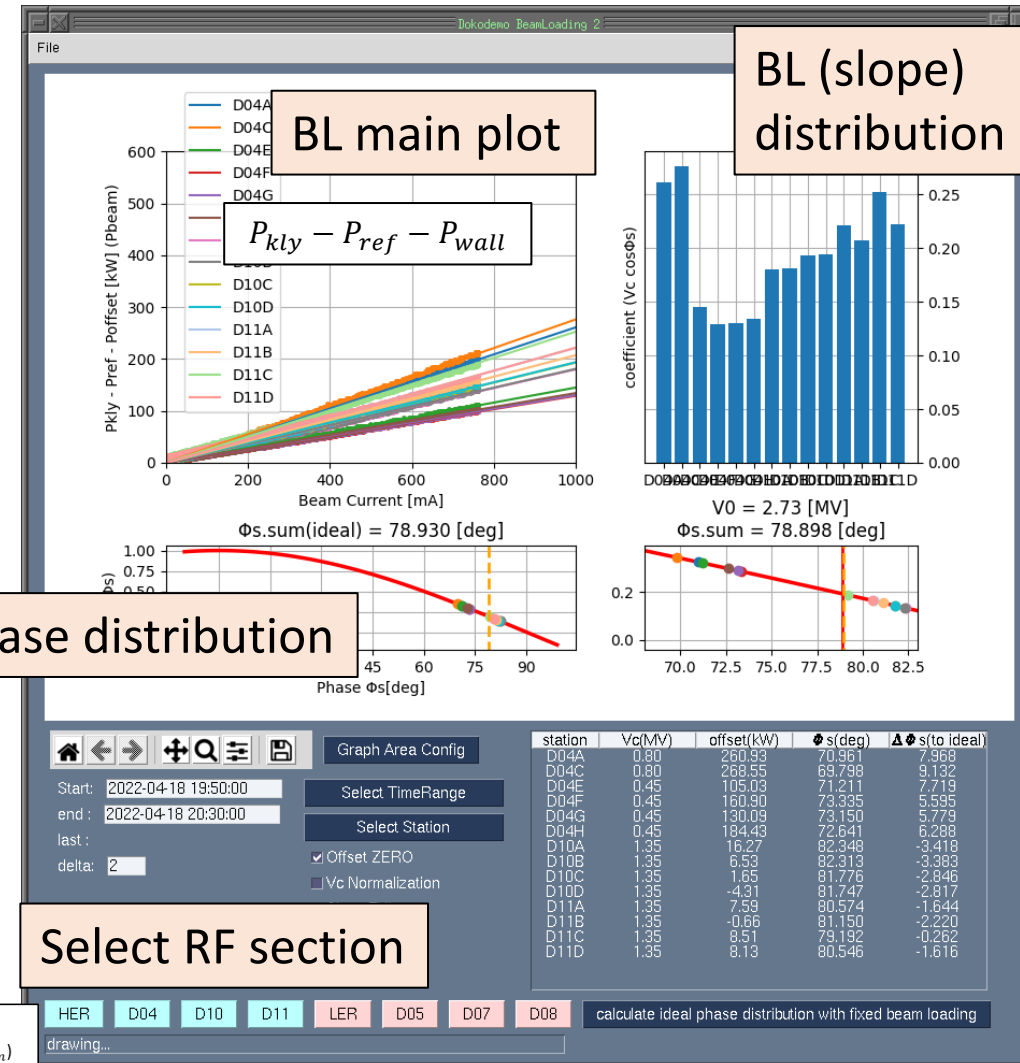 Dokodemo BeamLoading 2
File
BL (slope)
distribution
BL main plot
D04A
D04C
D04E
D04F
D04G
D10C
D10D
D11A
D11B
D11C
D11D
P_kly − P_ref − P_wall
Pkly - Pref - Poffset [kW] (Pbeam)
600
500
400
300
200
100
0
0 200 400 600 800 1000
Beam Current [mA]
coefficient (Vc cosΦs)
0.25
0.20
0.15
0.10
0.05
0.00
V0 = 2.73 [MV]
Φs.sum(ideal) = 78.930 [deg]
Φs.sum = 78.898 [deg]
1.00
0.75
0.50
45 60 75 90
Phase Φs[deg]
0.2
0.0
70.0 72.5 75.0 77.5 80.0 82.5
ase distribution
Graph Area Config
Start: 2022-04-18 19:50:00
Select TimeRange
end : 2022-04-18 20:30:00
Select Station
last :
Offset ZERO
delta: 2
Vc Normalization
station Vc(MV) offset(kW) Φ s(deg) Δ Φ s(to ideal)
D04A 0.80 260.93 70.961 7.968
D04C 0.80 268.55 69.798 9.132
D04E 0.45 105.03 71.211 7.719
D04F 0.45 160.90 73.335 5.595
D04G 0.45 130.09 73.150 5.779
D04H 0.45 184.43 72.641 6.288
D10A 1.35 16.27 82.348 -3.418
D10B 1.35 6.53 82.313 -3.383
D10C 1.35 1.65 81.776 -2.846
D10D 1.35 -4.31 81.747 -2.817
D11A 1.35 7.59 80.574 -1.644
D11B 1.35 -0.66 81.150 -2.220
D11C 1.35 8.51 79.192 -0.262
D11D 1.35 8.13 80.546 -1.616
Select RF section
HER D04 D10 D11 LER D05 D07 D08
calculate ideal phase distribution with fixed beam loading
drawing...